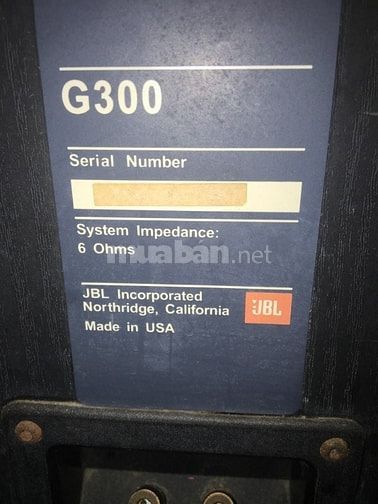 G300
Serial Number
System Impedance:
6 Ohms
muaban.net
JBL Incorporated
Northridge, California
JBL
Made in USA